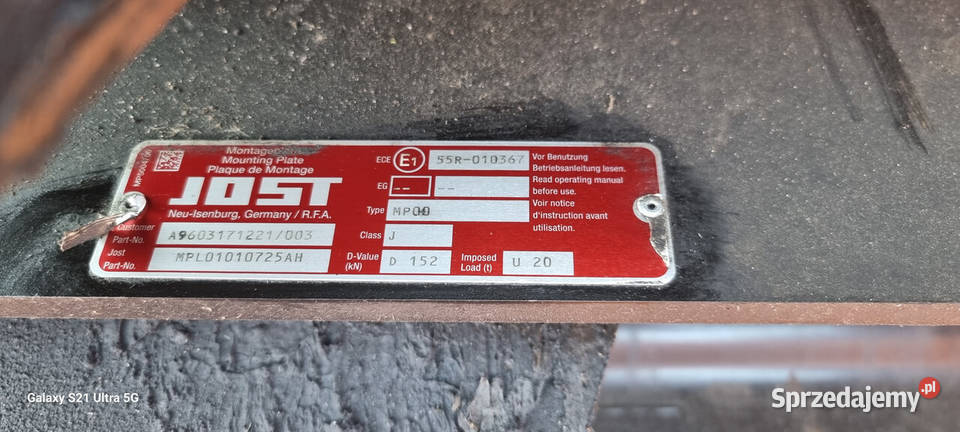 Mounting Plate
Plaque de Montage
JOST
Neu-Isenburg, Germany / R.F.A.
Customer
Part-No. A9603171221/003
Jost
Part-No. MPL01010725AH
ECE E1 55R-010367
EG -- --
Type
Class J
D-Value
(kN) D 152 Imposed
Load (t) U 20
Vor Benutzung
Betriebsanleitung lesen.
Read operating manual
before use.
Voir notice
d'instruction avant
utilisation.
Galaxy S21 Ultra 5G
Sprzedajemy.pl